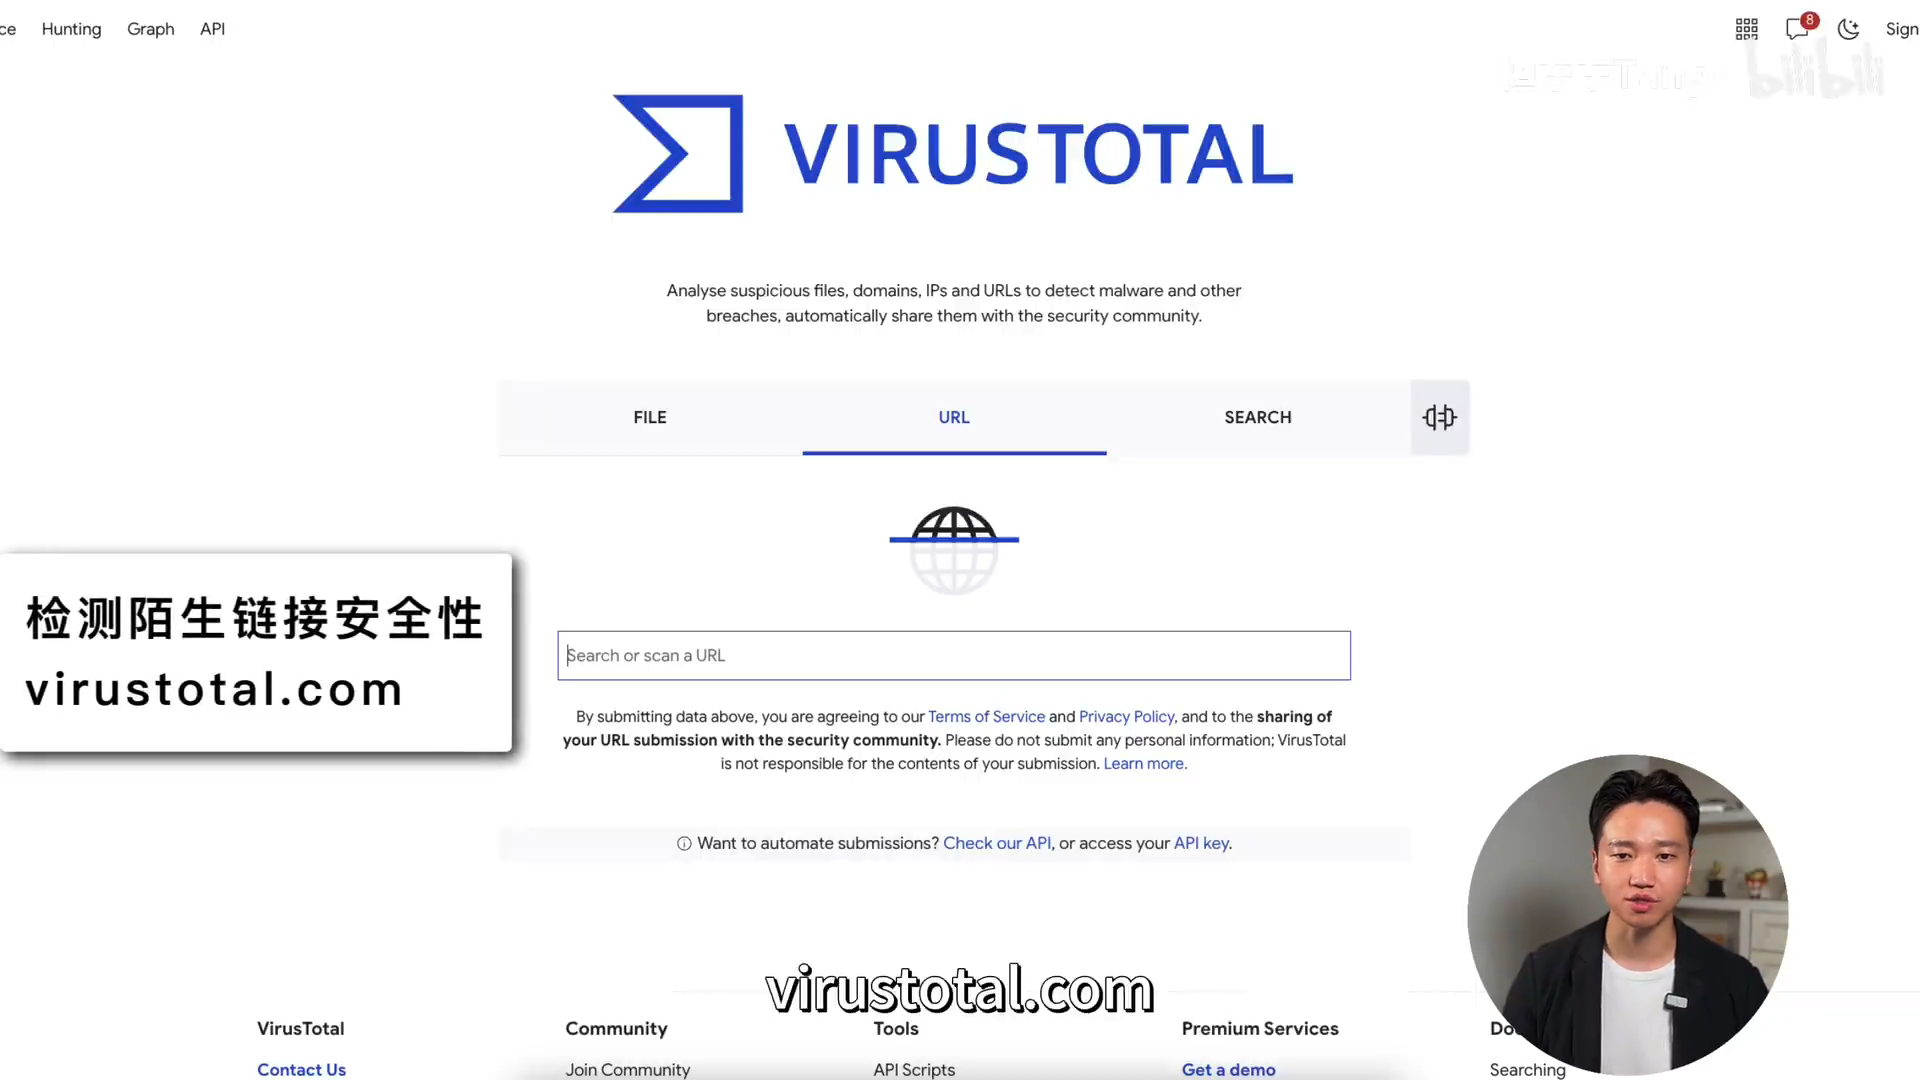 Hunting Graph API
8
Sign
bilibili
VIRUSTOTAL
Analyse suspicious files, domains, IPs and URLs to detect malware and other
breaches, automatically share them with the security community.
FILE URL SEARCH
检测陌生链接安全性
virustotal.com
Search or scan a URL
By submitting data above, you are agreeing to our Terms of Service and Privacy Policy, and to the sharing of
your URL submission with the security community. Please do not submit any personal information; VirusTotal
is not responsible for the contents of your submission. Learn more.
Want to automate submissions? Check our API, or access your API key.
virustotal.com
VirusTotal Community Tools Premium Services
Contact Us Join Community API Scripts Get a demo Searching